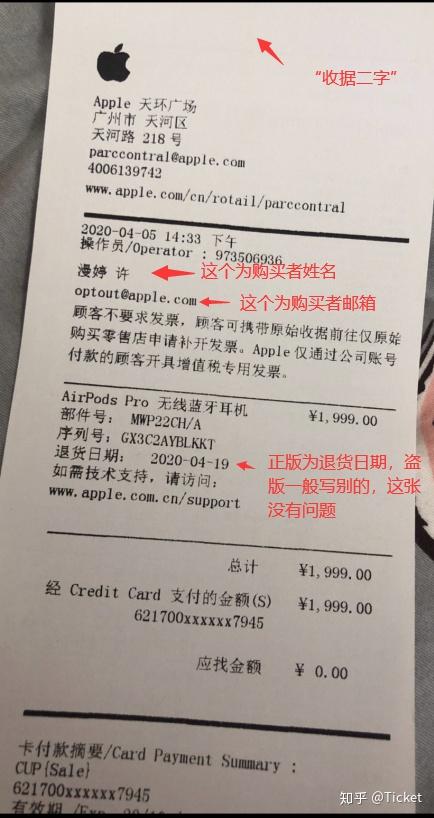 “收据二字”
Apple 天环广场
广州市 天河区
天河路 218 号
parccontral@apple.com
4006139742
www.apple.com/cn/rotail/parccontral
2020-04-05 14:33 下午
操作员/Operator : 973506936
漫婷 许
这个为购买者姓名
optout@apple.com
这个为购买者邮箱
顾客不要求发票，顾客可携带原始收据前往仅原始
购买零售店申请补开发票。Apple 仅通过公司账号
付款的顾客开具增值税专用发票。
AirPods Pro 无线蓝牙耳机 ¥1,999.00
部件号： MWP22CH/A
序列号：GX3C2AYBLKKT
退货日期： 2020-04-19
如需技术支持，请访问：
www.apple.com.cn/support
正版为退货日期，盗
版一般写别的，这张
没有问题
总计 ¥1,999.00
经 Credit Card 支付的金额(S) ¥1,999.00
621700xxxxxx7945
应找金额 ¥ 0.00
卡付款摘要/Card Payment Summary :
CUP{Sale}
621700xxxxxx7945
知乎 @Ticket